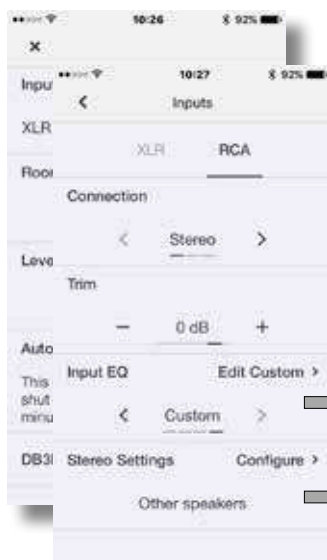 10:26 92%
×
Inpu
XLR
Roo
Leve
Auto
This
shut
minu
DB3
10:27 92%
< Inputs
XLR RCA
Connection
< Stereo >
Trim
− 0 dB +
Input EQ Edit Custom >
< Custom >
Stereo Settings Configure >
Other speakers